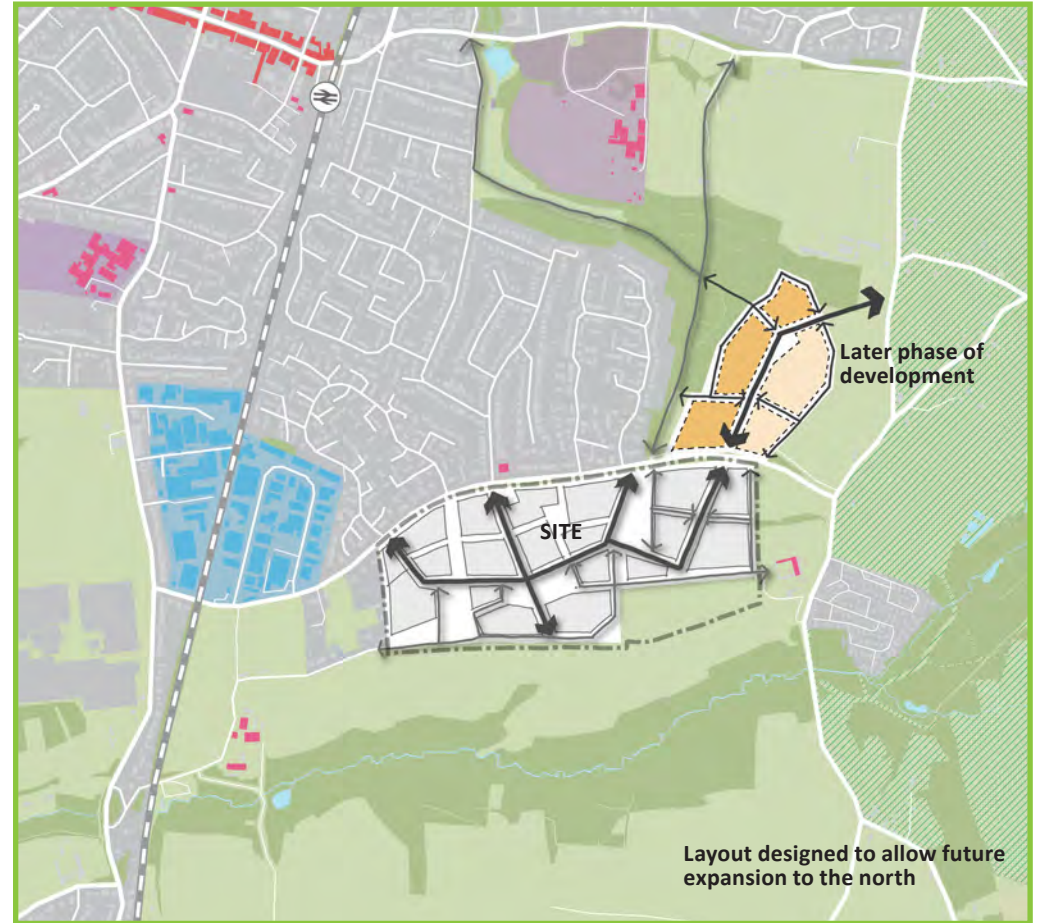 Later phase of
development
SITE
Layout designed to allow future
expansion to the north